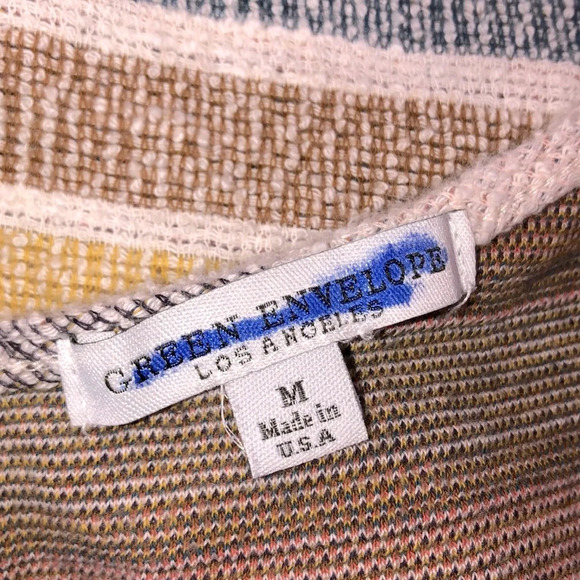 GREEN ENVELOPE
LOS ANGELES
M
Made in
U.S.A